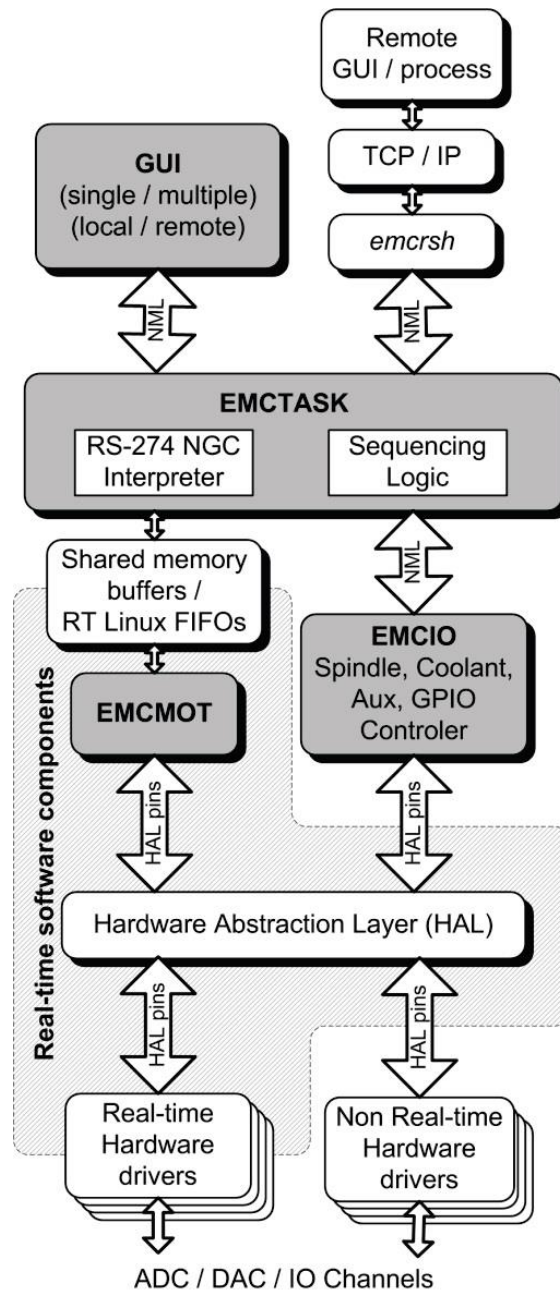 Remote
GUI / process
TCP / IP
emcrsh
GUI
(single / multiple)
(local / remote)
NML
NML
EMCTASK
RS-274 NGC
Interpreter
Sequencing
Logic
Shared memory
buffers /
RT Linux FIFOs
NML
EMCMOT
EMCIO
Spindle, Coolant,
Aux, GPIO
Controler
Real-time software components
HAL pins
HAL pins
Hardware Abstraction Layer (HAL)
HAL pins
HAL pins
Real-time
Hardware
drivers
Non Real-time
Hardware
drivers
ADC / DAC / IO Channels